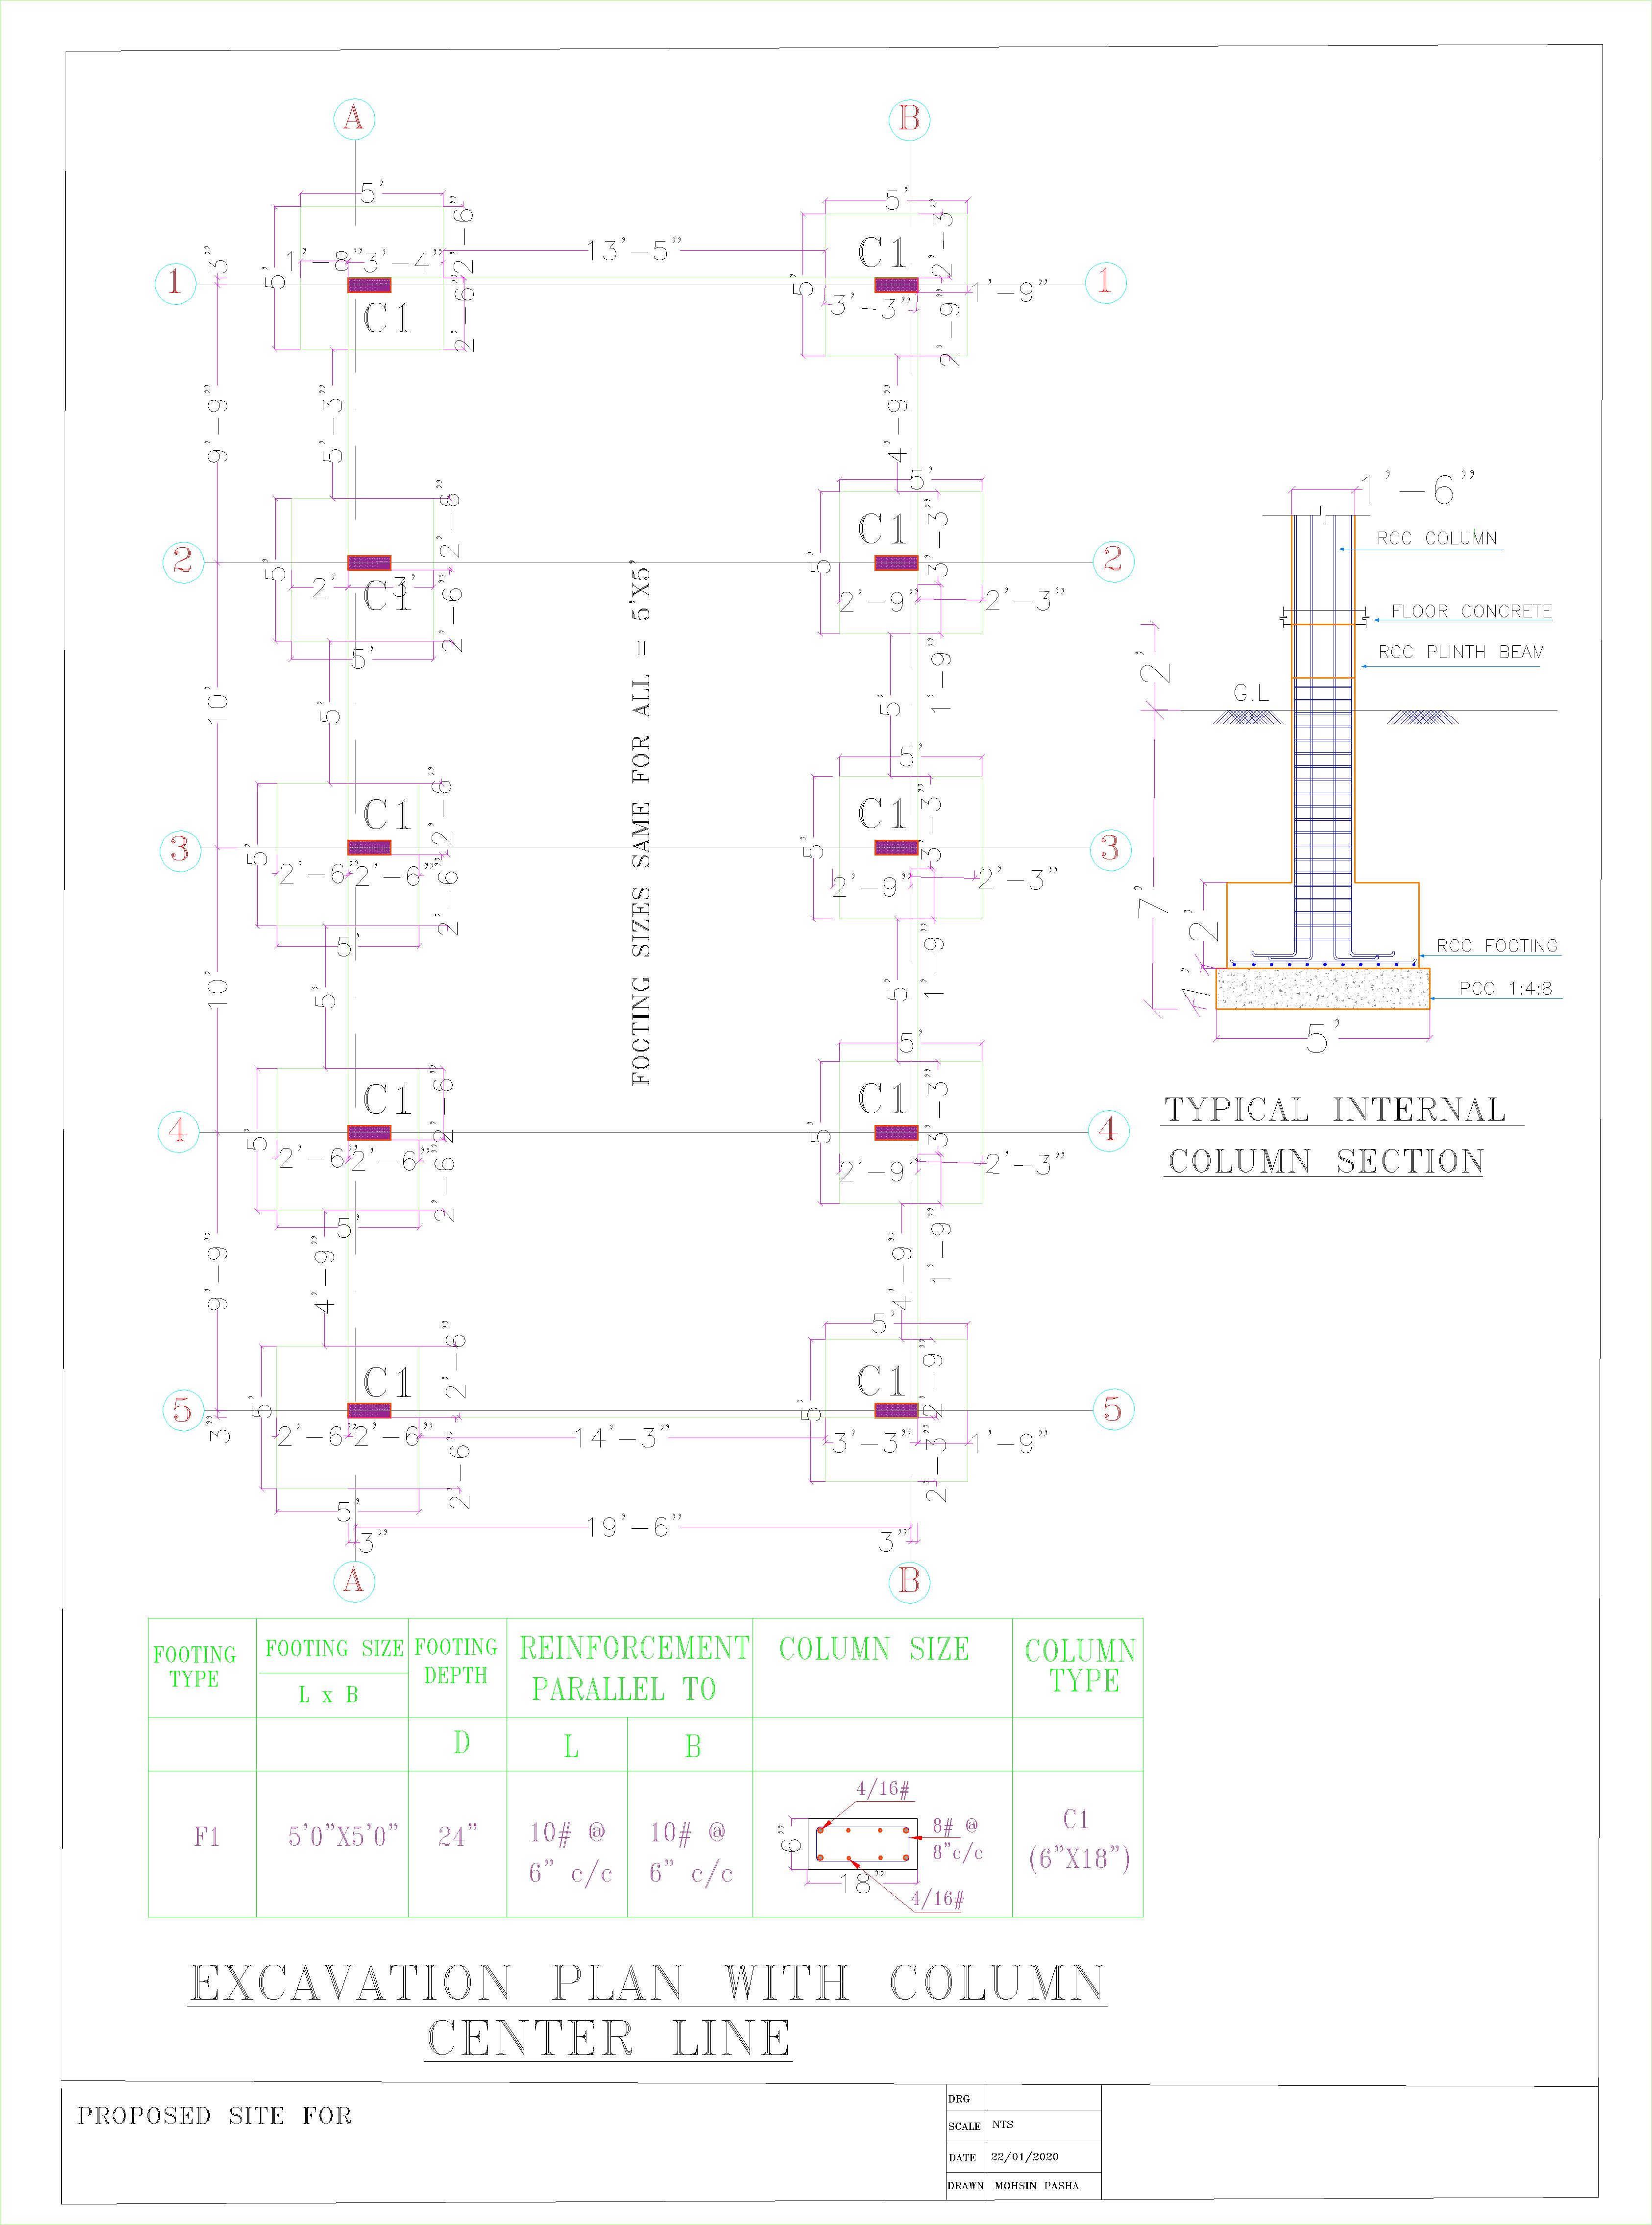 A
B
5'
5'
2'-6"
2'-3"
3"
1'-8"
3'-4"
13'-5"
C1
1
5'
2'-6"
5'
1
C1
3'-3"
2'-9"
1'-9"
9'-9"
5'-3"
4'-9"
5'
2'-6"
C1
3'-3"
2
5'
2'
3'
C1
2'-6"
5'
2
2'-9"
2'-3"
5'
1'-9"
10'
5'
5'
5'
C1
2'-6"
C1
3'-3"
3
5'
2'-6"
2'-6"
2'-6"
5'
3
2'-9"
2'-3"
5'
1'-9"
10'
5'
5'
5'
C1
2'-6"
C1
3'-3"
4
5'
2'-6"
2'-6"
2'-6"
5'
4
2'-9"
2'-3"
5'
1'-9"
9'-9"
4'-9"
4'-9"
5'
C1
2'-6"
C1
2'-9"
5
5'
5'
5
3"
2'-6"
2'-6"
2'-6"
14'-3"
3'-3"
2'-3"
1'-9"
5'
19'-6"
3"
3"
A
B
FOOTING SIZES SAME FOR ALL = 5'X5'
1'-6"
RCC COLUMN
FLOOR CONCRETE
RCC PLINTH BEAM
2'
G.L
7'
2'
RCC FOOTING
1'
PCC 1:4:8
5'
TYPICAL INTERNAL
COLUMN SECTION
FOOTING TYPE
FOOTING SIZE
L x B
FOOTING DEPTH
REINFORCEMENT PARALLEL TO
COLUMN SIZE
COLUMN TYPE
D
L
B
F1
5'0"X5'0"
24"
10# @
6" c/c
10# @
6" c/c
4/16#
6"
8# @
8"c/c
18"
4/16#
C1
(6"X18")
EXCAVATION PLAN WITH COLUMN
CENTER LINE
PROPOSED SITE FOR
DRG
SCALE NTS
DATE 22/01/2020
DRAWN MOHSIN PASHA